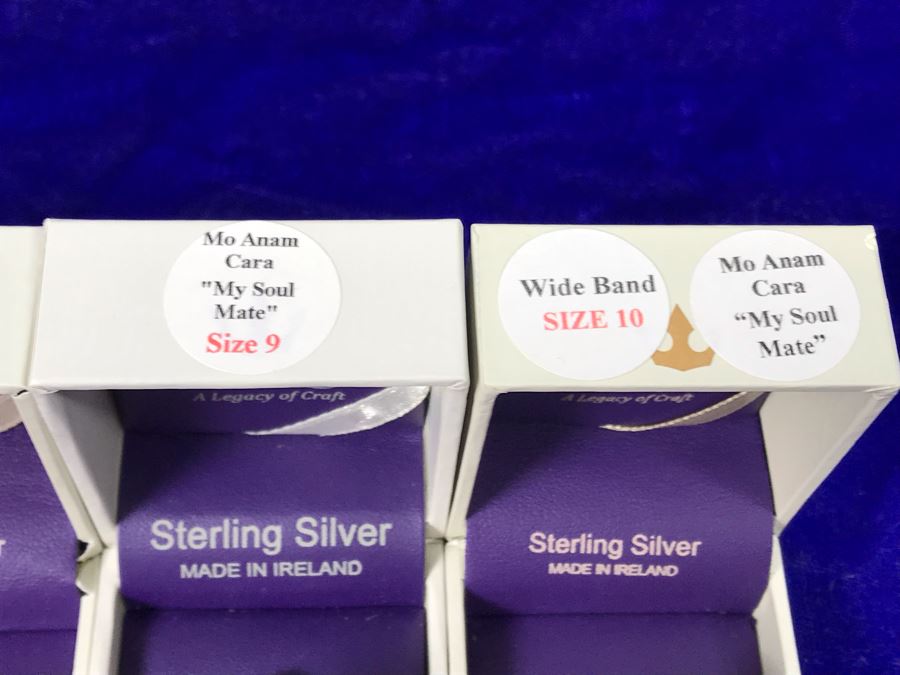 Mo Anam
Cara
"My Soul
Mate"
Size 9
Wide Band
SIZE 10
Mo Anam
Cara
“My Soul
Mate”
A Legacy of Craft
Sterling Silver
MADE IN IRELAND
A Legacy of Craft
Sterling Silver
MADE IN IRELAND